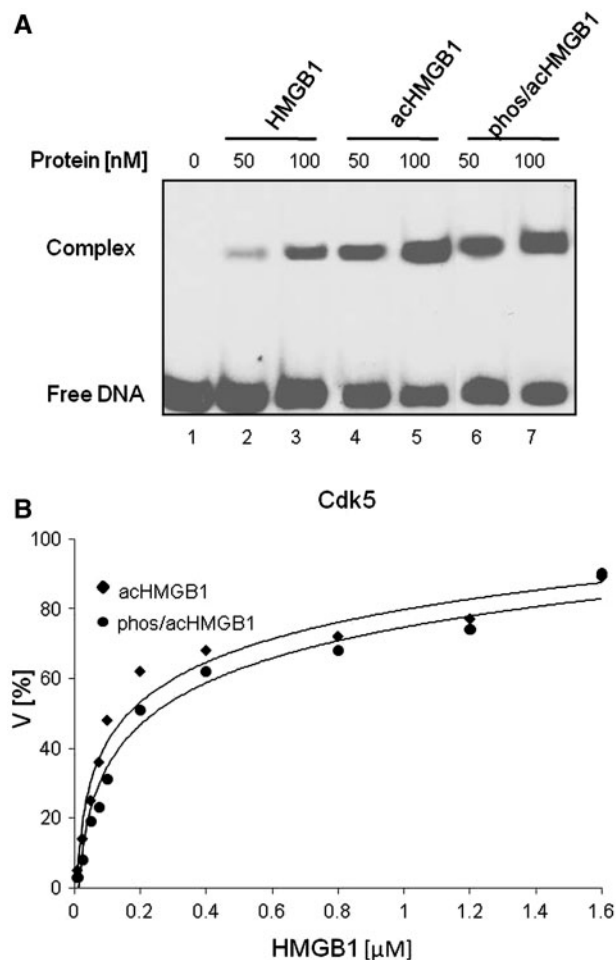 A
HMGB1 acHMGB1 phos/acHMGB1
Protein [nM] 0 50 100 50 100 50 100
Complex
Free DNA
1 2 3 4 5 6 7
B
Cdk5
100
80
60
40
20
0
V [%]
acHMGB1
phos/acHMGB1
0 0.2 0.4 0.6 0.8 1 1.2 1.4 1.6
HMGB1 [μM]